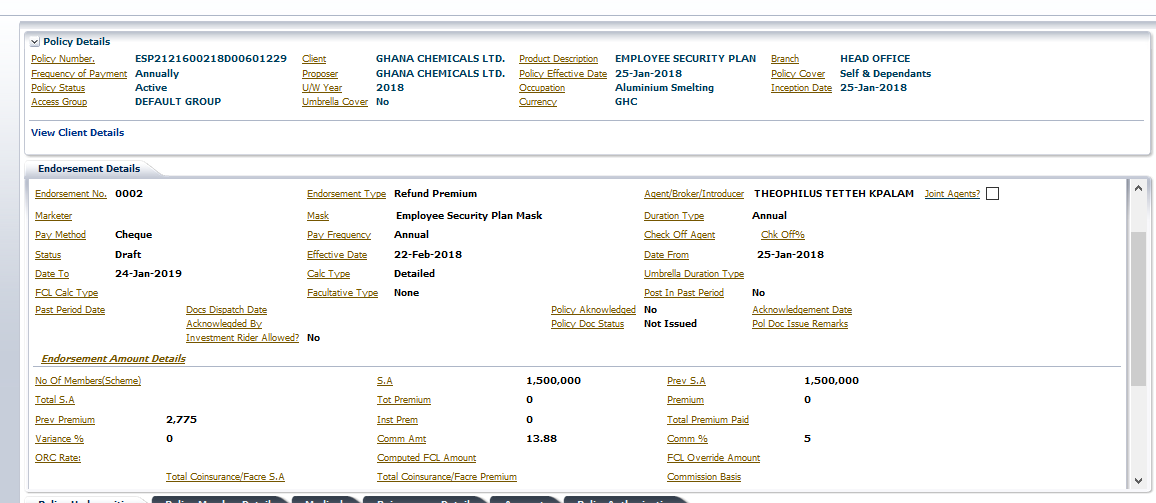 Policy Details
Policy Number. ESP2121600218D00601229 Client GHANA CHEMICALS LTD. Product Description EMPLOYEE SECURITY PLAN Branch HEAD OFFICE
Frequency of Payment Annually Proposer GHANA CHEMICALS LTD. Policy Effective Date 25-Jan-2018 Policy Cover Self & Dependants
Policy Status Active U/W Year 2018 Occupation Aluminium Smelting Inception Date 25-Jan-2018
Access Group DEFAULT GROUP Umbrella Cover No Currency GHC
View Client Details
Endorsement Details
Endorsement No. 0002 Endorsement Type Refund Premium Agent/Broker/Introducer THEOPHILUS TETTEH KPALAM Joint Agents?
Marketer Mask Employee Security Plan Mask Duration Type Annual
Pay Method Cheque Pay Frequency Annual Check Off Agent Chk Off%
Status Draft Effective Date 22-Feb-2018 Date From 25-Jan-2018
Date To 24-Jan-2019 Calc Type Detailed Umbrella Duration Type
FCL Calc Type Facultative Type None Post In Past Period No
Past Period Date Docs Dispatch Date Policy Aknowledged No Acknowledgement Date
Acknowleqded By Policy Doc Status Not Issued Pol Doc Issue Remarks
Investment Rider Allowed? No
Endorsement Amount Details
No Of Members(Scheme) S.A 1,500,000 Prev S.A 1,500,000
Total S.A Tot Premium 0 Premium 0
Prev Premium 2,775 Inst Prem 0 Total Premium Paid
Variance % 0 Comm Amt 13.88 Comm % 5
ORC Rate: Computed FCL Amount FCL Override Amount
Total Coinsurance/Facre S.A Total Coinsurance/Facre Premium Commission Basis